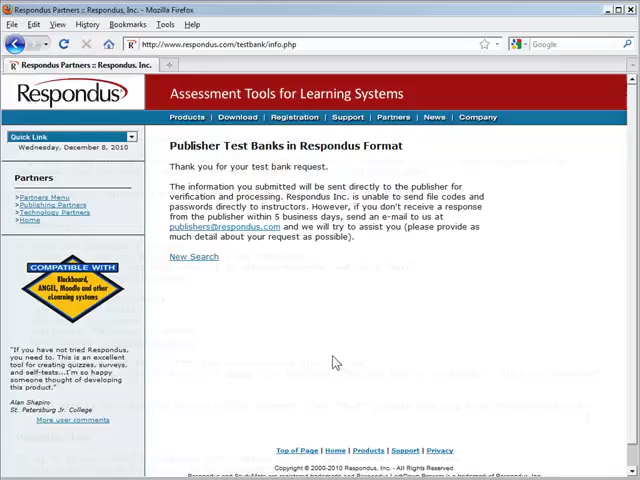 Respondus Partners :: Respondus, Inc. - Mozilla Firefox
File Edit View History Bookmarks Tools Help
http://www.respondus.com/testbank/info.php
Google
Respondus Partners :: Respondus, Inc.
Respondus
Assessment Tools for Learning Systems
Products Download Registration Support Partners News Company
Quick Link
Wednesday, December 8, 2010
Partners
>Partners Menu
>Publishing Partners
>Technology Partners
>Home
COMPATIBLE WITH
Blackboard,
ANGEL, Moodle and other
eLearning systems
"If you have not tried Respondus,
you need to. This is an excellent
tool for creating quizzes, surveys,
and self-tests...I'm so happy
someone thought of developing
this product."
Alan Shapiro
St. Petersburg Jr. College
>More user comments
Publisher Test Banks in Respondus Format
Thank you for your test bank request.
The information you submitted will be sent directly to the publisher for
verification and processing. Respondus Inc. is unable to send file codes and
passwords directly to instructors. However, if you don't receive a response
from the publisher within 5 business days, send an e-mail to us at
publishers@respondus.com and we will try to assist you (please provide as
much detail about your request as possible).
New Search
Top of Page | Home | Products | Support | Privacy
Copyright © 2000-2010 Respondus, Inc. - All Rights Reserved.